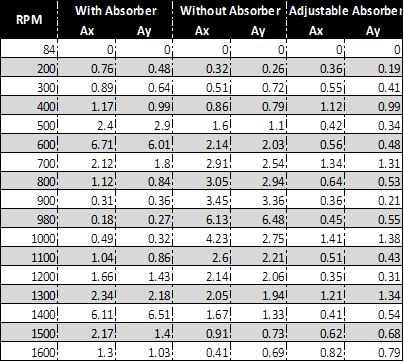 RPM With Absorber Without Absorber Adjustable Absorber
Ax Ay Ax Ay Ax Ay
84 0 0 0 0 0 0
200 0.76 0.48 0.32 0.26 0.36 0.19
300 0.89 0.64 0.51 0.72 0.55 0.41
400 1.17 0.99 0.86 0.79 1.12 0.99
500 2.4 2.9 1.6 1.1 0.42 0.34
600 6.71 6.01 2.14 2.03 0.56 0.48
700 2.12 1.8 2.91 2.54 1.34 1.31
800 1.12 0.84 3.05 2.94 0.64 0.53
900 0.31 0.36 3.45 3.36 0.36 0.21
980 0.18 0.27 6.13 6.48 0.45 0.55
1000 0.49 0.32 4.23 2.75 1.41 1.38
1100 1.04 0.86 2.6 2.21 0.51 0.43
1200 1.66 1.43 2.14 2.06 0.35 0.31
1300 2.34 2.18 2.05 1.94 1.21 1.34
1400 6.11 6.51 1.67 1.33 0.41 0.54
1500 2.17 1.4 0.91 0.73 0.62 0.68
1600 1.3 1.03 0.41 0.69 0.82 0.79